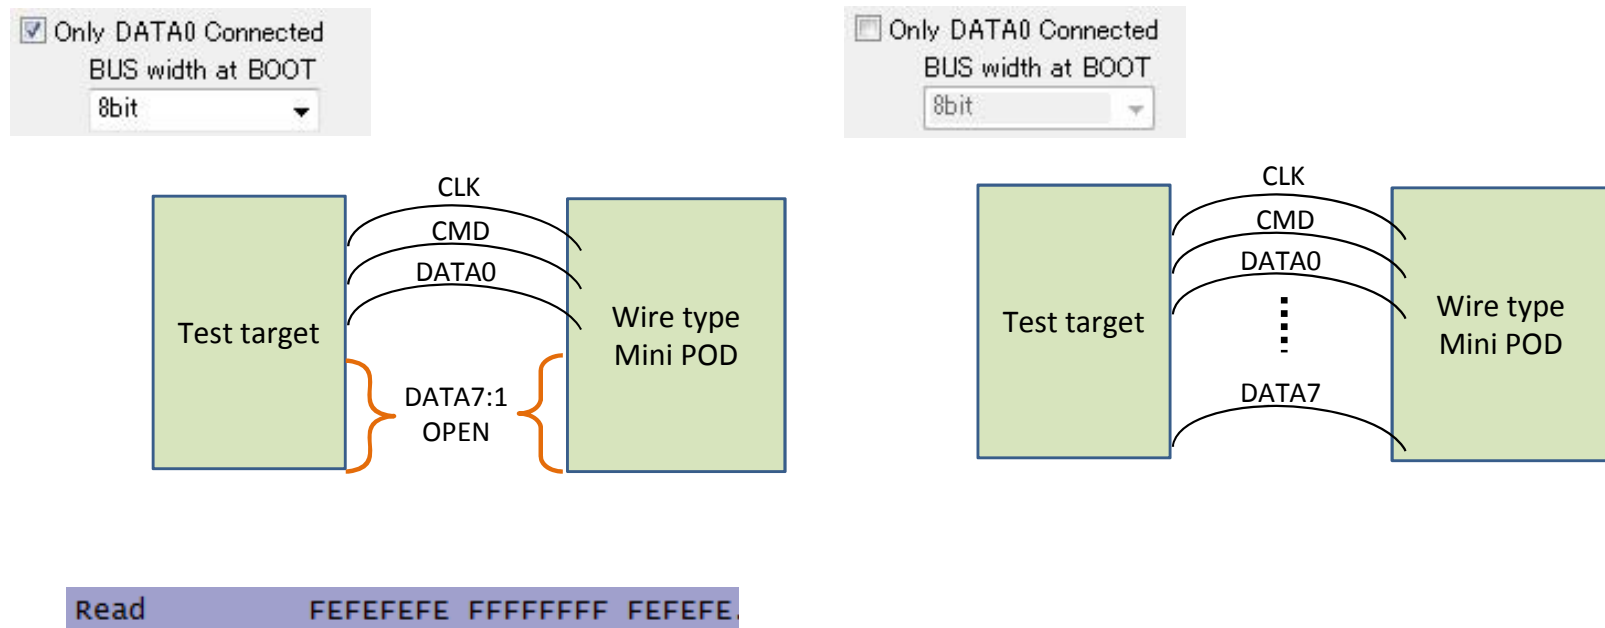 Only DATA0 Connected
BUS width at BOOT
8bit
CLK
CMD
DATA0
Test target
Wire type
Mini POD
DATA7:1
OPEN
Only DATA0 Connected
BUS width at BOOT
8bit
CLK
CMD
DATA0
Test target
Wire type
Mini POD
DATA7
Read FEFEFEFE FFFFFFFF FEFEFE.